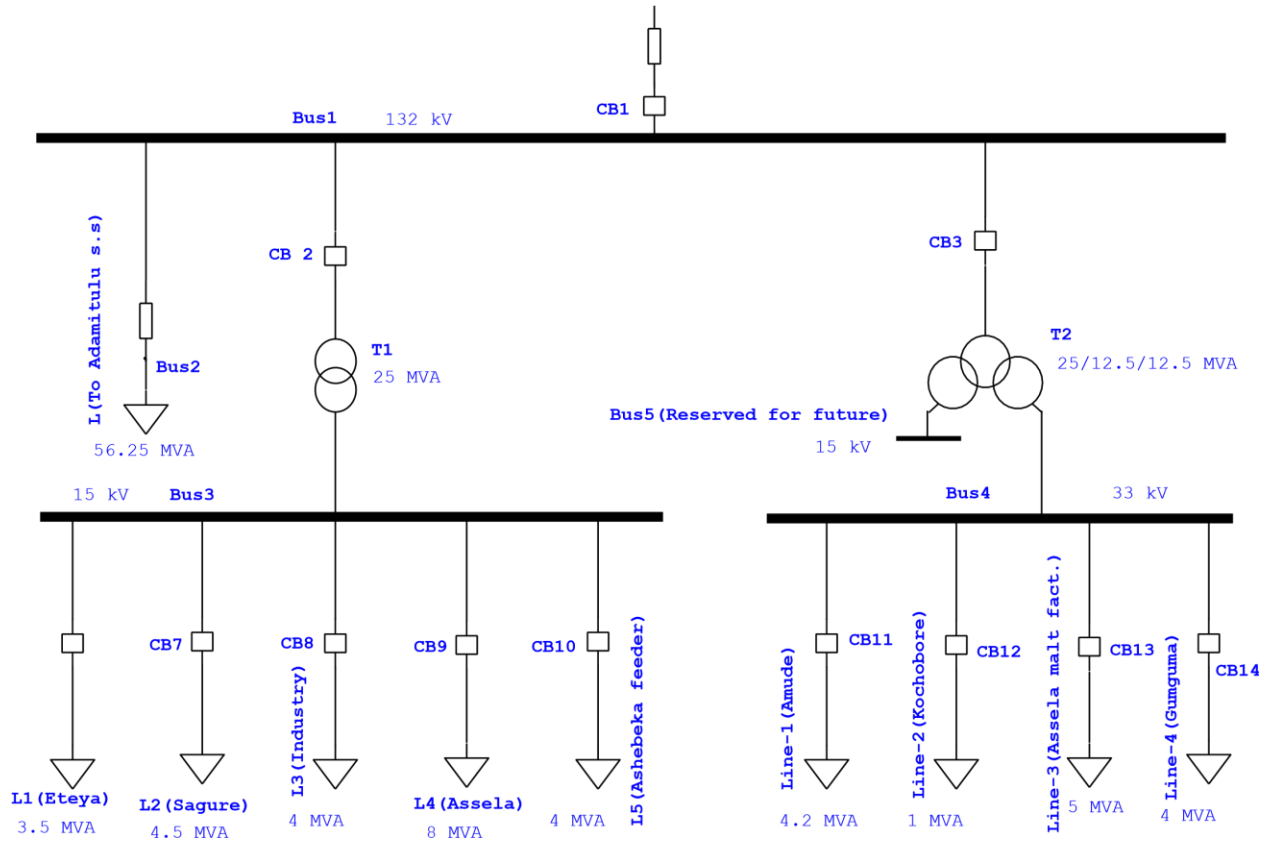 CB1
Bus1
132 kV
L(To Adamitulu s.s)
CB 2
CB3
T1
25 MVA
T2
25/12.5/12.5 MVA
Bus2
56.25 MVA
Bus5(Reserved for future)
15 kV
15 kV
Bus3
Bus4
33 kV
CB7
CB8
CB9
CB10
CB11
CB12
CB13
CB14
L1(Eteya)
3.5 MVA
L2(Sagure)
4.5 MVA
L3(Industry)
4 MVA
L4(Assela)
8 MVA
L5(Ashebeka feeder)
4 MVA
Line-1(Amude)
4.2 MVA
Line-2(Kochobore)
1 MVA
Line-3(Assela malt fact.)
5 MVA
Line-4(Gumguma)
4 MVA